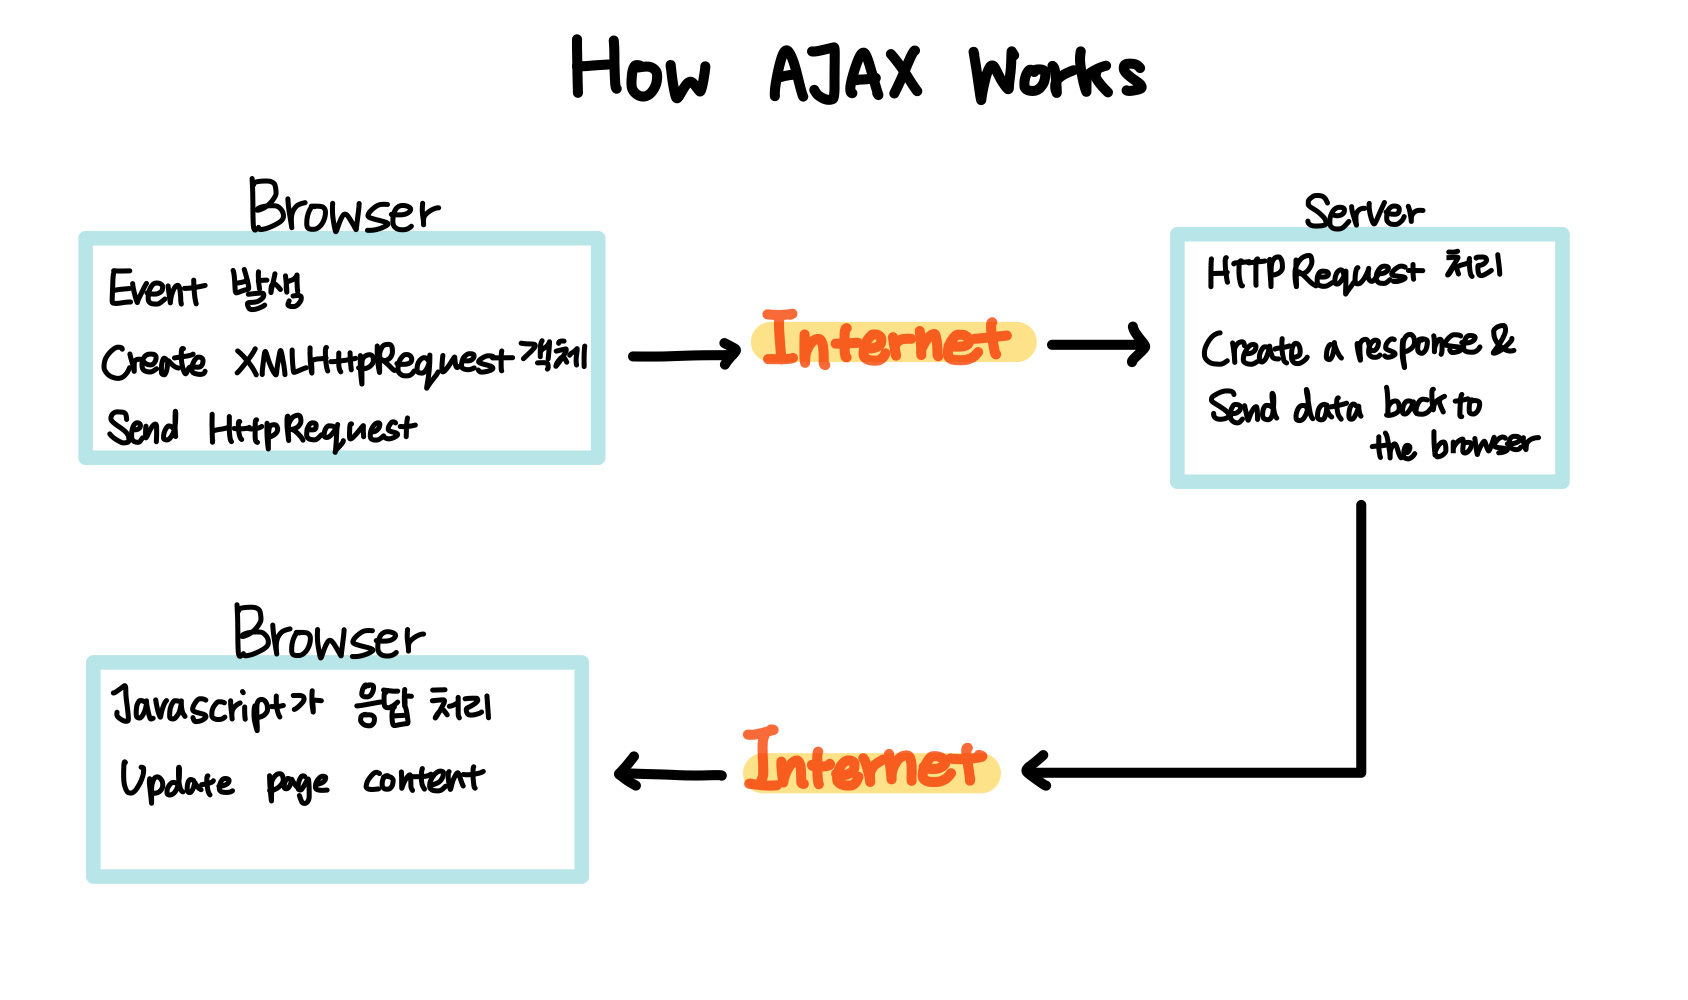 How AJAX Works
Browser
Event 발생
Create XMLHttpRequest 객체
Send HttpRequest
Internet
Server
HTTPRequest 처리
Create a response &
Send data back to
the browser
Browser
Javascript가 응답 처리
Update page content
Internet